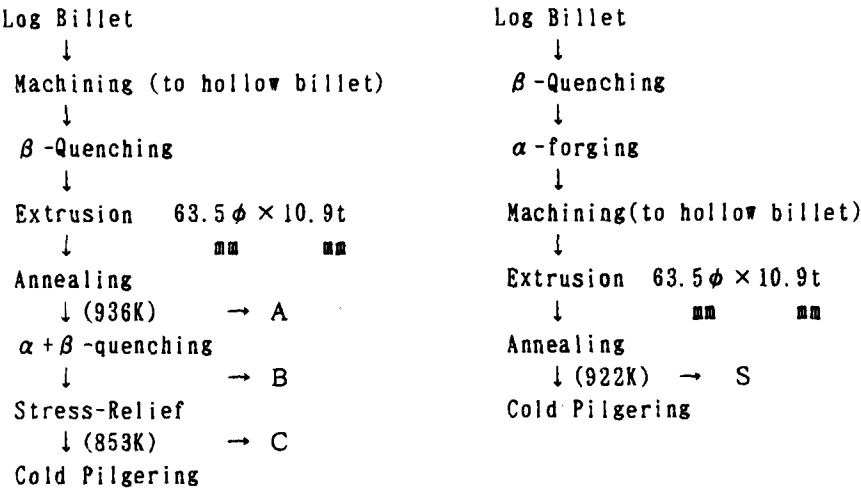 Log Billet
↓
Machining (to hollow billet)
↓
β-Quenching
↓
Extrusion 63.5φ × 10.9t
↓ mm mm
Annealing
↓ (936K) → A
α+β-quenching
↓ → B
Stress-Relief
↓ (853K) → C
Cold Pilgering
Log Billet
↓
β-Quenching
↓
α-forging
↓
Machining(to hollow billet)
↓
Extrusion 63.5φ × 10.9t
↓ mm mm
Annealing
↓ (922K) → S
Cold Pilgering